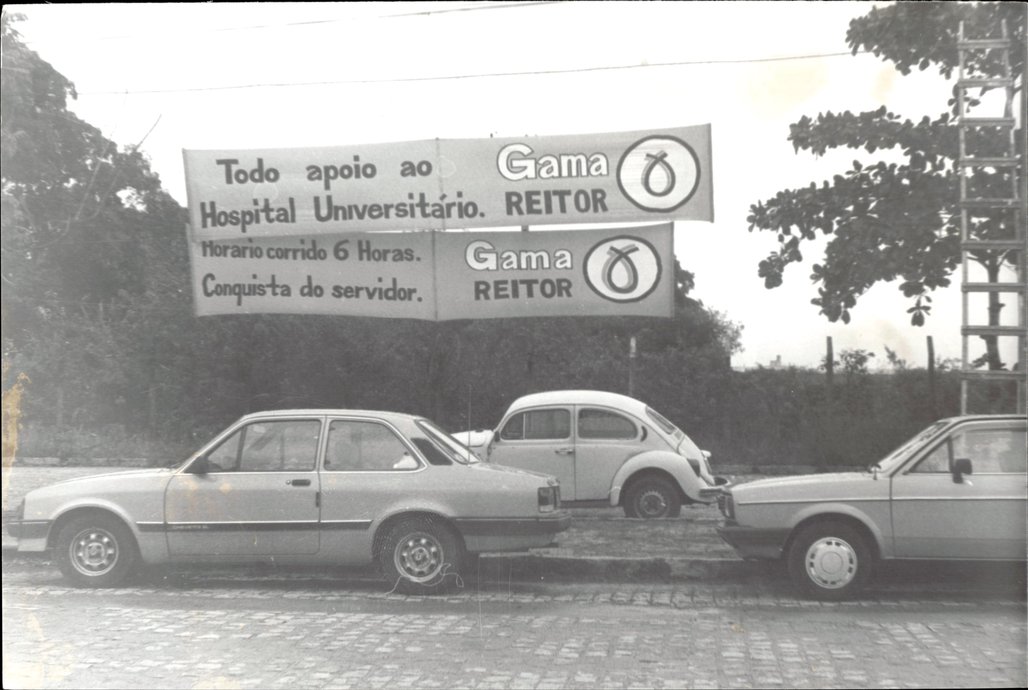 Todo apoio ao
Hospital Universitário.
Gama
REITOR
Horario corrido 6 Horas.
Conquista do servidor.
Gama
REITOR